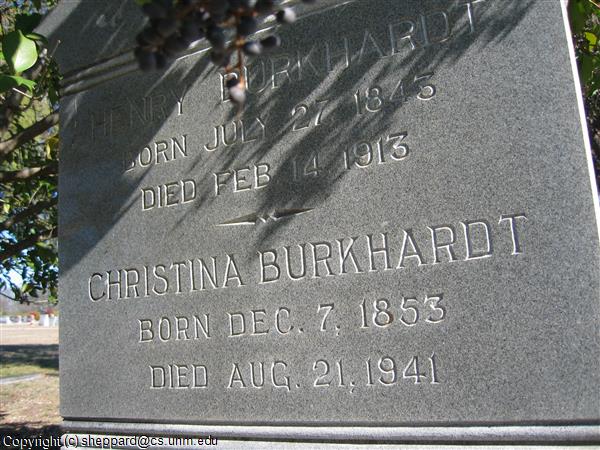 HENRY BURKHARDT
BORN JULY 27 1843
DIED FEB 14 1913
CHRISTINA BURKHARDT
BORN DEC. 7, 1853
DIED AUG. 21, 1941
Copyright (c) sheppard@cs.unm.edu